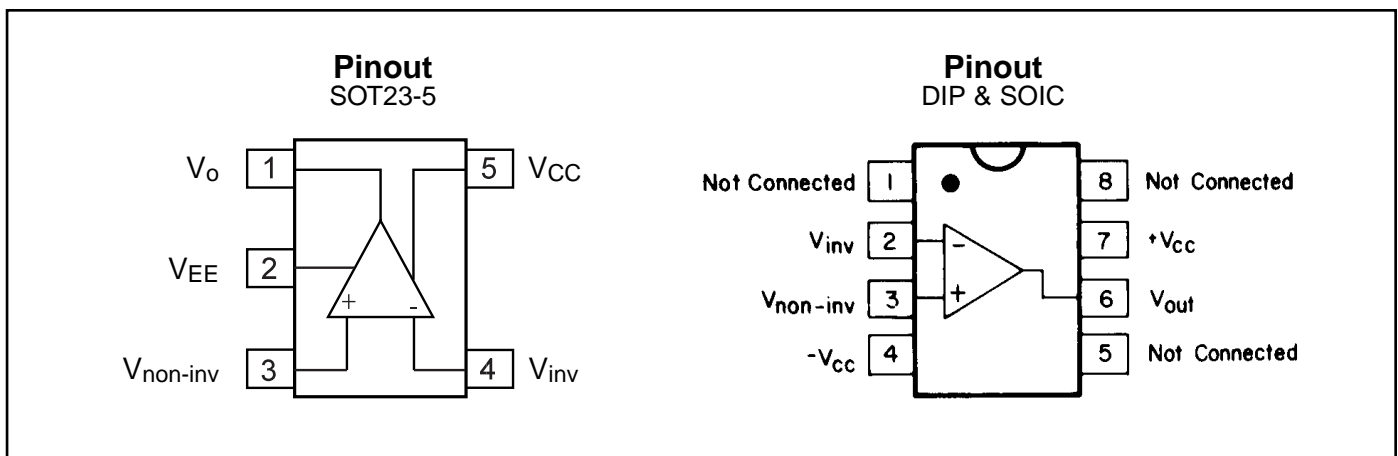 Pinout
SOT23-5
Vo 1
5 VCC
VEE 2
+ -
Vnon-inv 3
4 Vinv
Pinout
DIP & SOIC
Not Connected 1
8 Not Connected
Vinv 2 -
7 +Vcc
Vnon-inv 3 +
6 Vout
-Vcc 4
5 Not Connected